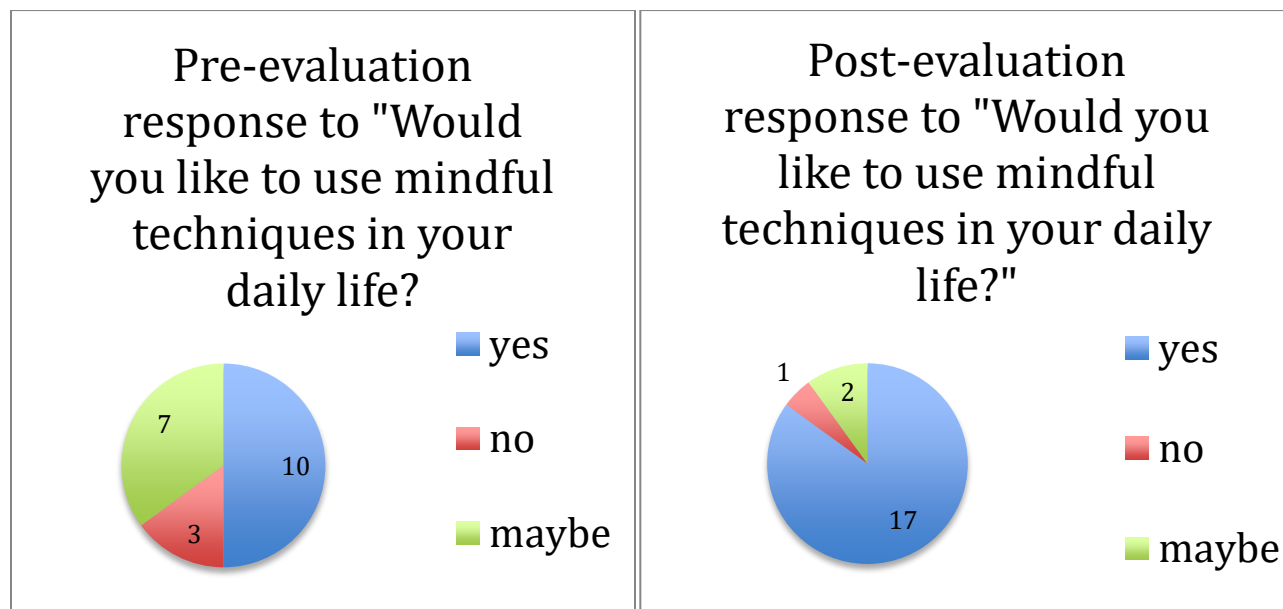 Pre-evaluation
response to "Would
you like to use mindful
techniques in your
daily life?
yes
no
maybe
7
10
3
Post-evaluation
response to "Would you
like to use mindful
techniques in your daily
life?"
yes
no
maybe
1
2
17